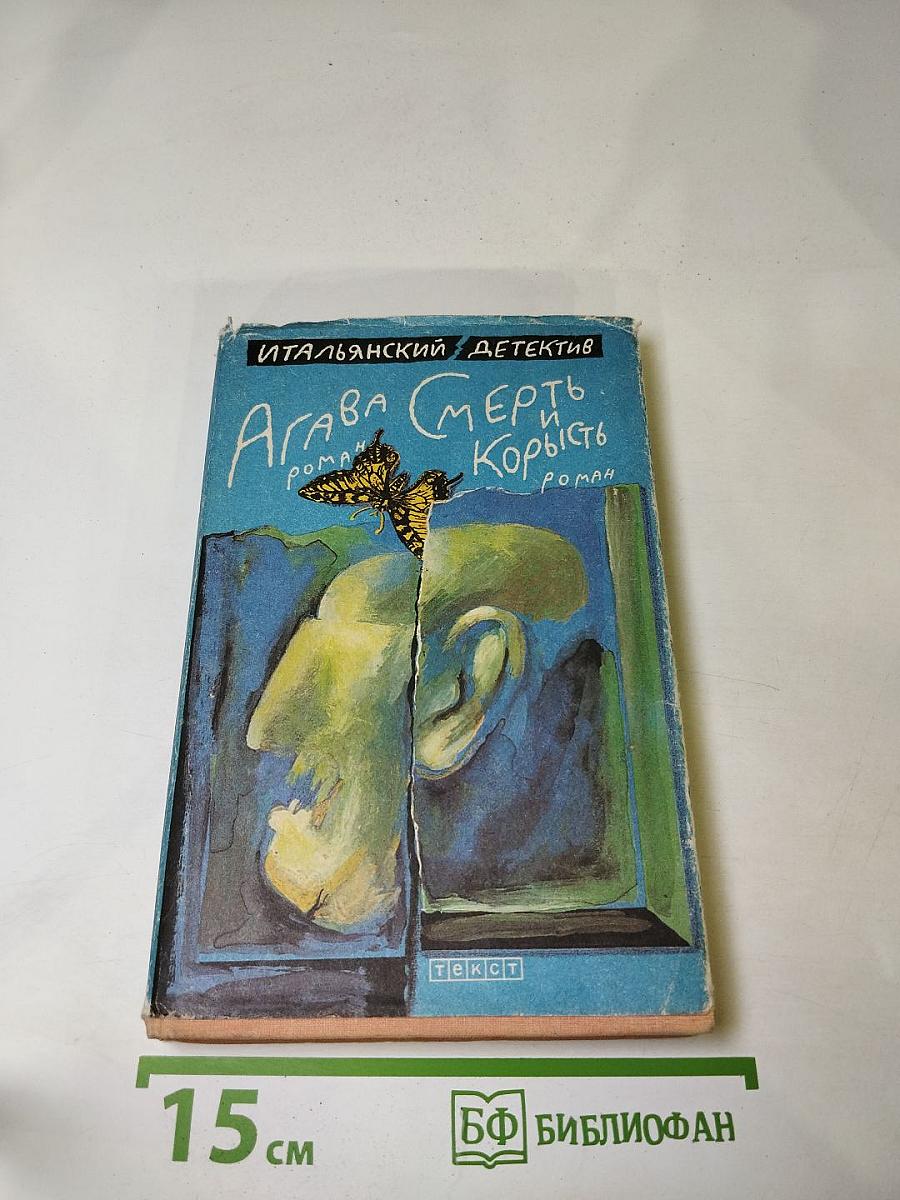 ИТАЛЬЯНСКИЙ ДЕТЕКТИВ
АГАВА
роман
СМЕРТЬ
И
КОРЫСТЬ
роман
текст
15 см
БФ БИБЛИОФАН